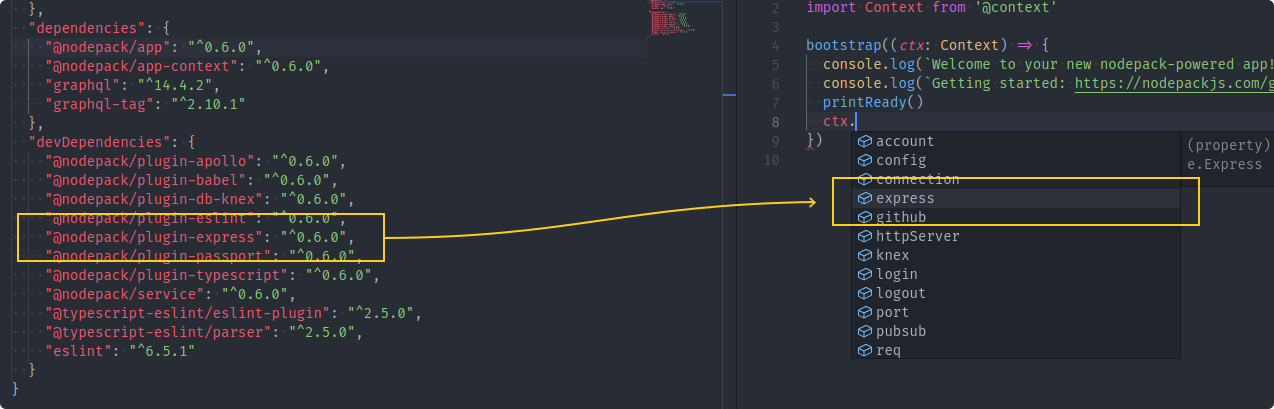 },
"dependencies": {
"@nodepack/app": "^0.6.0",
"@nodepack/app-context": "^0.6.0",
"graphql": "^14.4.2",
"graphql-tag": "^2.10.1"
},
"devDependencies": {
"@nodepack/plugin-apollo": "^0.6.0",
"@nodepack/plugin-babel": "^0.6.0",
"@nodepack/plugin-db-knex": "^0.6.0",
"@nodepack/plugin-eslint": "^0.6.0",
"@nodepack/plugin-express": "^0.6.0",
"@nodepack/plugin-passport": "^0.6.0",
"@nodepack/plugin-typescript": "^0.6.0",
"@nodepack/service": "^0.6.0",
"@typescript-eslint/eslint-plugin": "^2.5.0",
"@typescript-eslint/parser": "^2.5.0",
"eslint": "^6.5.1"
}
}
2 import Context from '@context'
3
4 bootstrap((ctx: Context) => {
5 console.log(`Welcome to your new nodepack-powered app!
6 console.log(`Getting started: https://nodepackjs.com/g
7 printReady()
8 ctx.
9 })
10
account
config
connection
express
github
httpServer
knex
login
logout
port
pubsub
req
(property)
e.Express